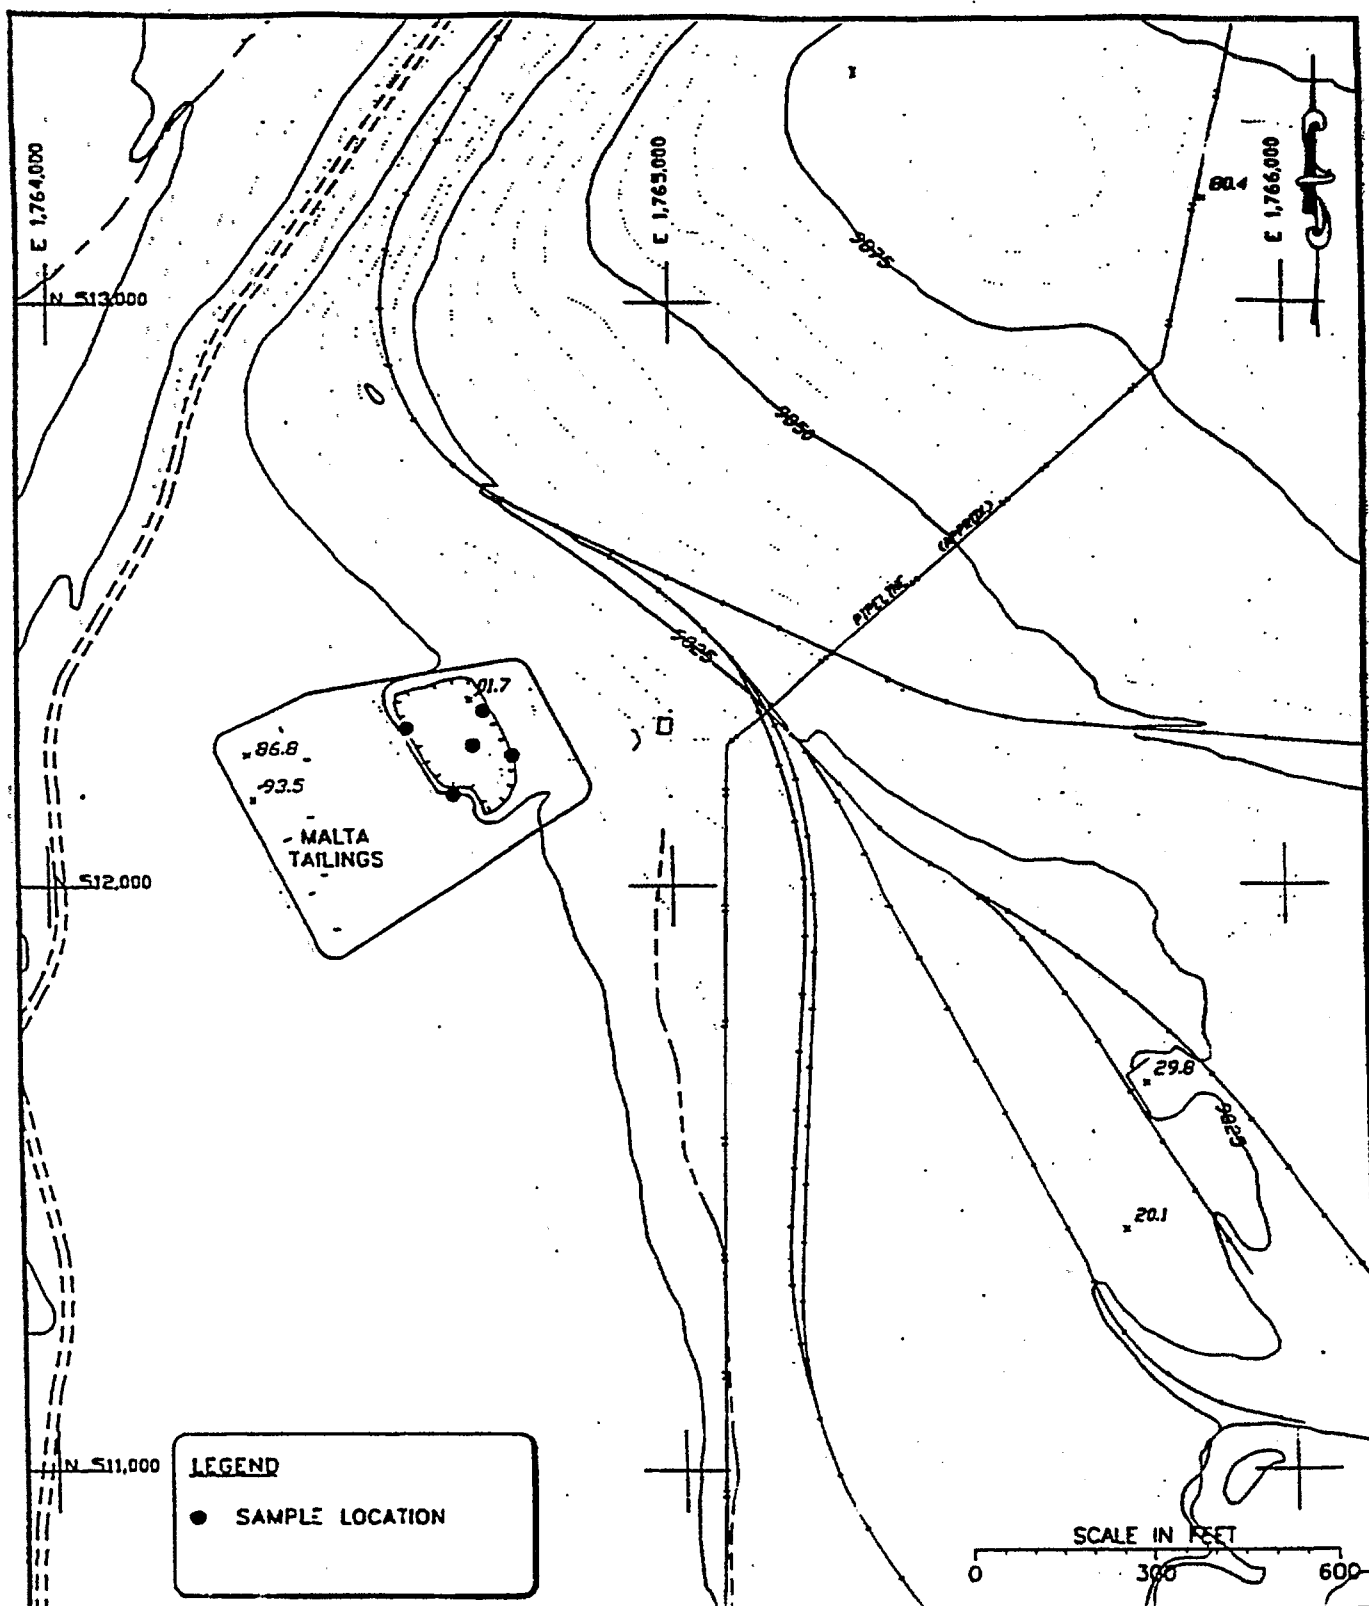 E 1,764,000
E 1,765,000
E 1,766,000
80.4
9875
N 513,000
9850
(APPROX.)
PIPELINE
9825
01.7
86.8
93.5
MALTA
TAILINGS
512,000
29.8
9825
20.1
N 511,000
LEGEND
SAMPLE LOCATION
SCALE IN FEET
0 300 600